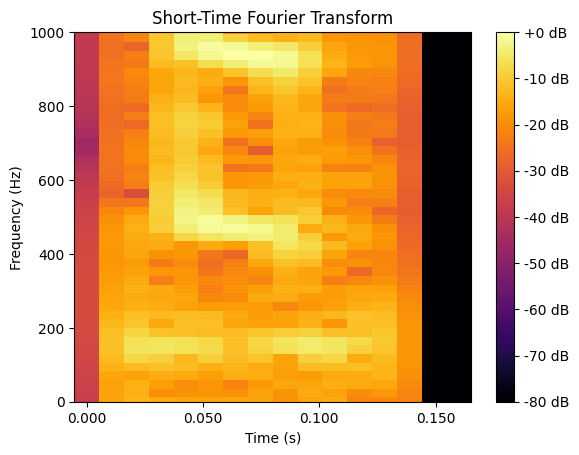 Short-Time Fourier Transform
1000
800
600
400
200
0
Frequency (Hz)
0.000
0.050
0.100
0.150
Time (s)
+0 dB
-10 dB
-20 dB
-30 dB
-40 dB
-50 dB
-60 dB
-70 dB
-80 dB